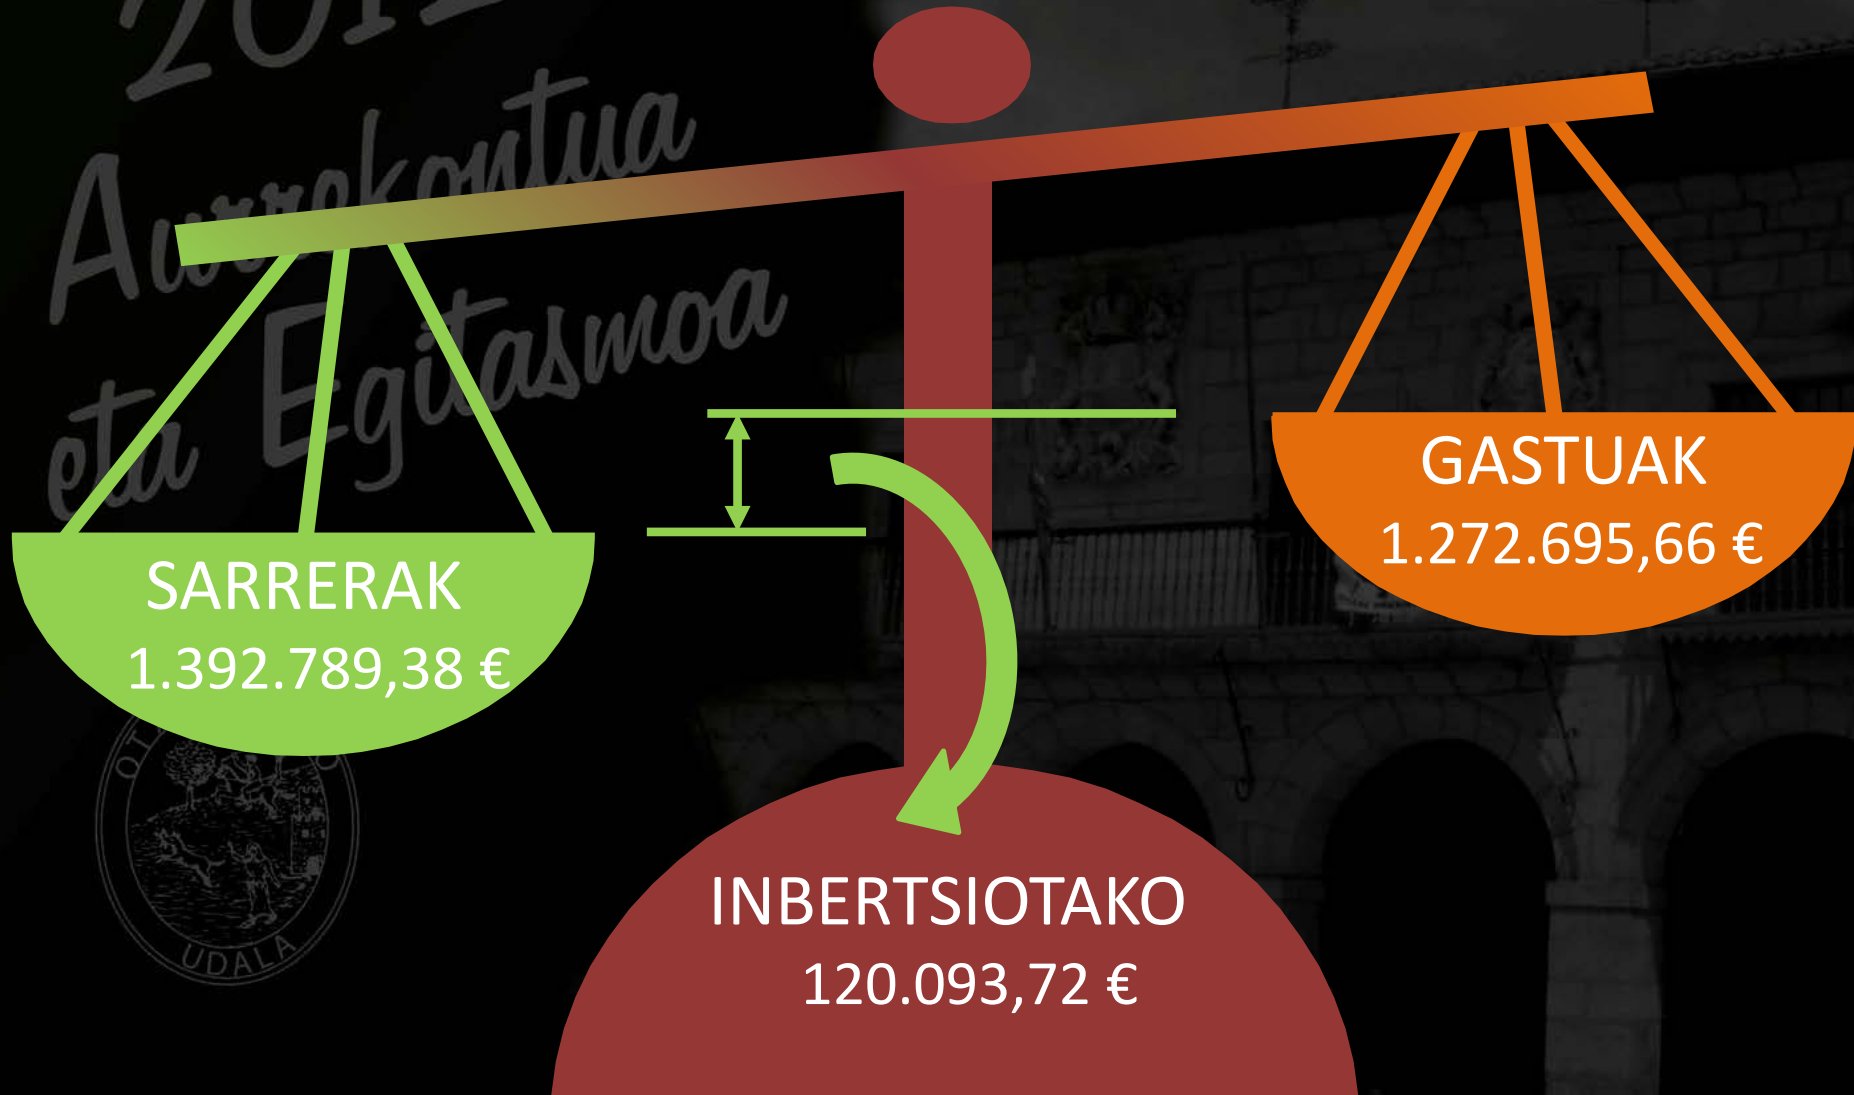 Aurrekontua
eta Egitasmoa
SARRERAK
1.392.789,38 €
GASTUAK
1.272.695,66 €
INBERTSIOTAKO
120.093,72 €
UDALA